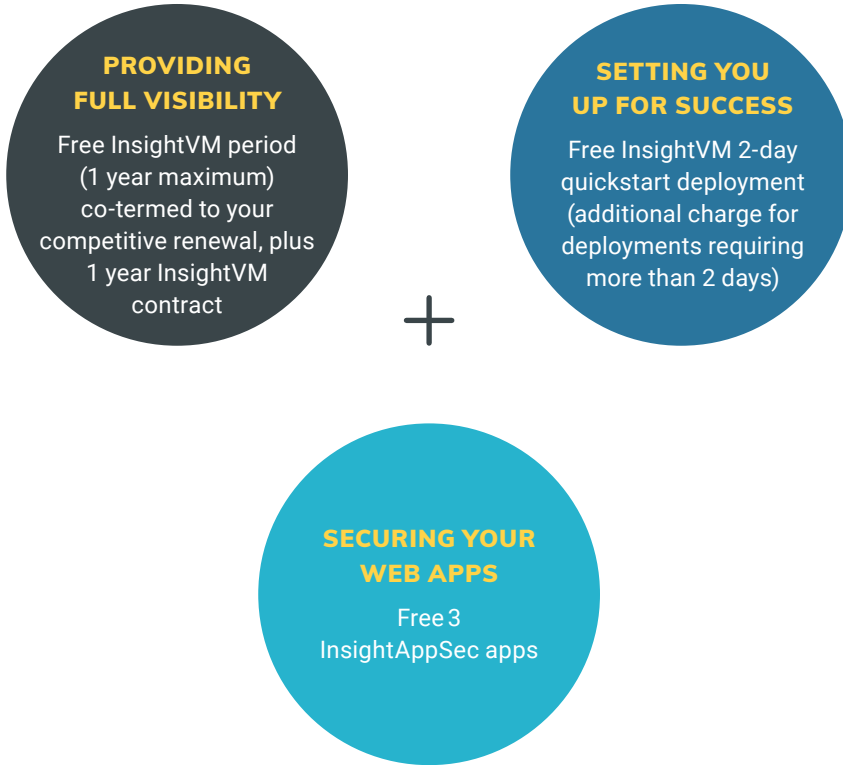 PROVIDING
FULL VISIBILITY
Free InsightVM period
(1 year maximum)
co-termed to your
competitive renewal, plus
1 year InsightVM
contract
SETTING YOU
UP FOR SUCCESS
Free InsightVM 2-day
quickstart deployment
(additional charge for
deployments requiring
more than 2 days)
+
SECURING YOUR
WEB APPS
Free 3
InsightAppSec apps